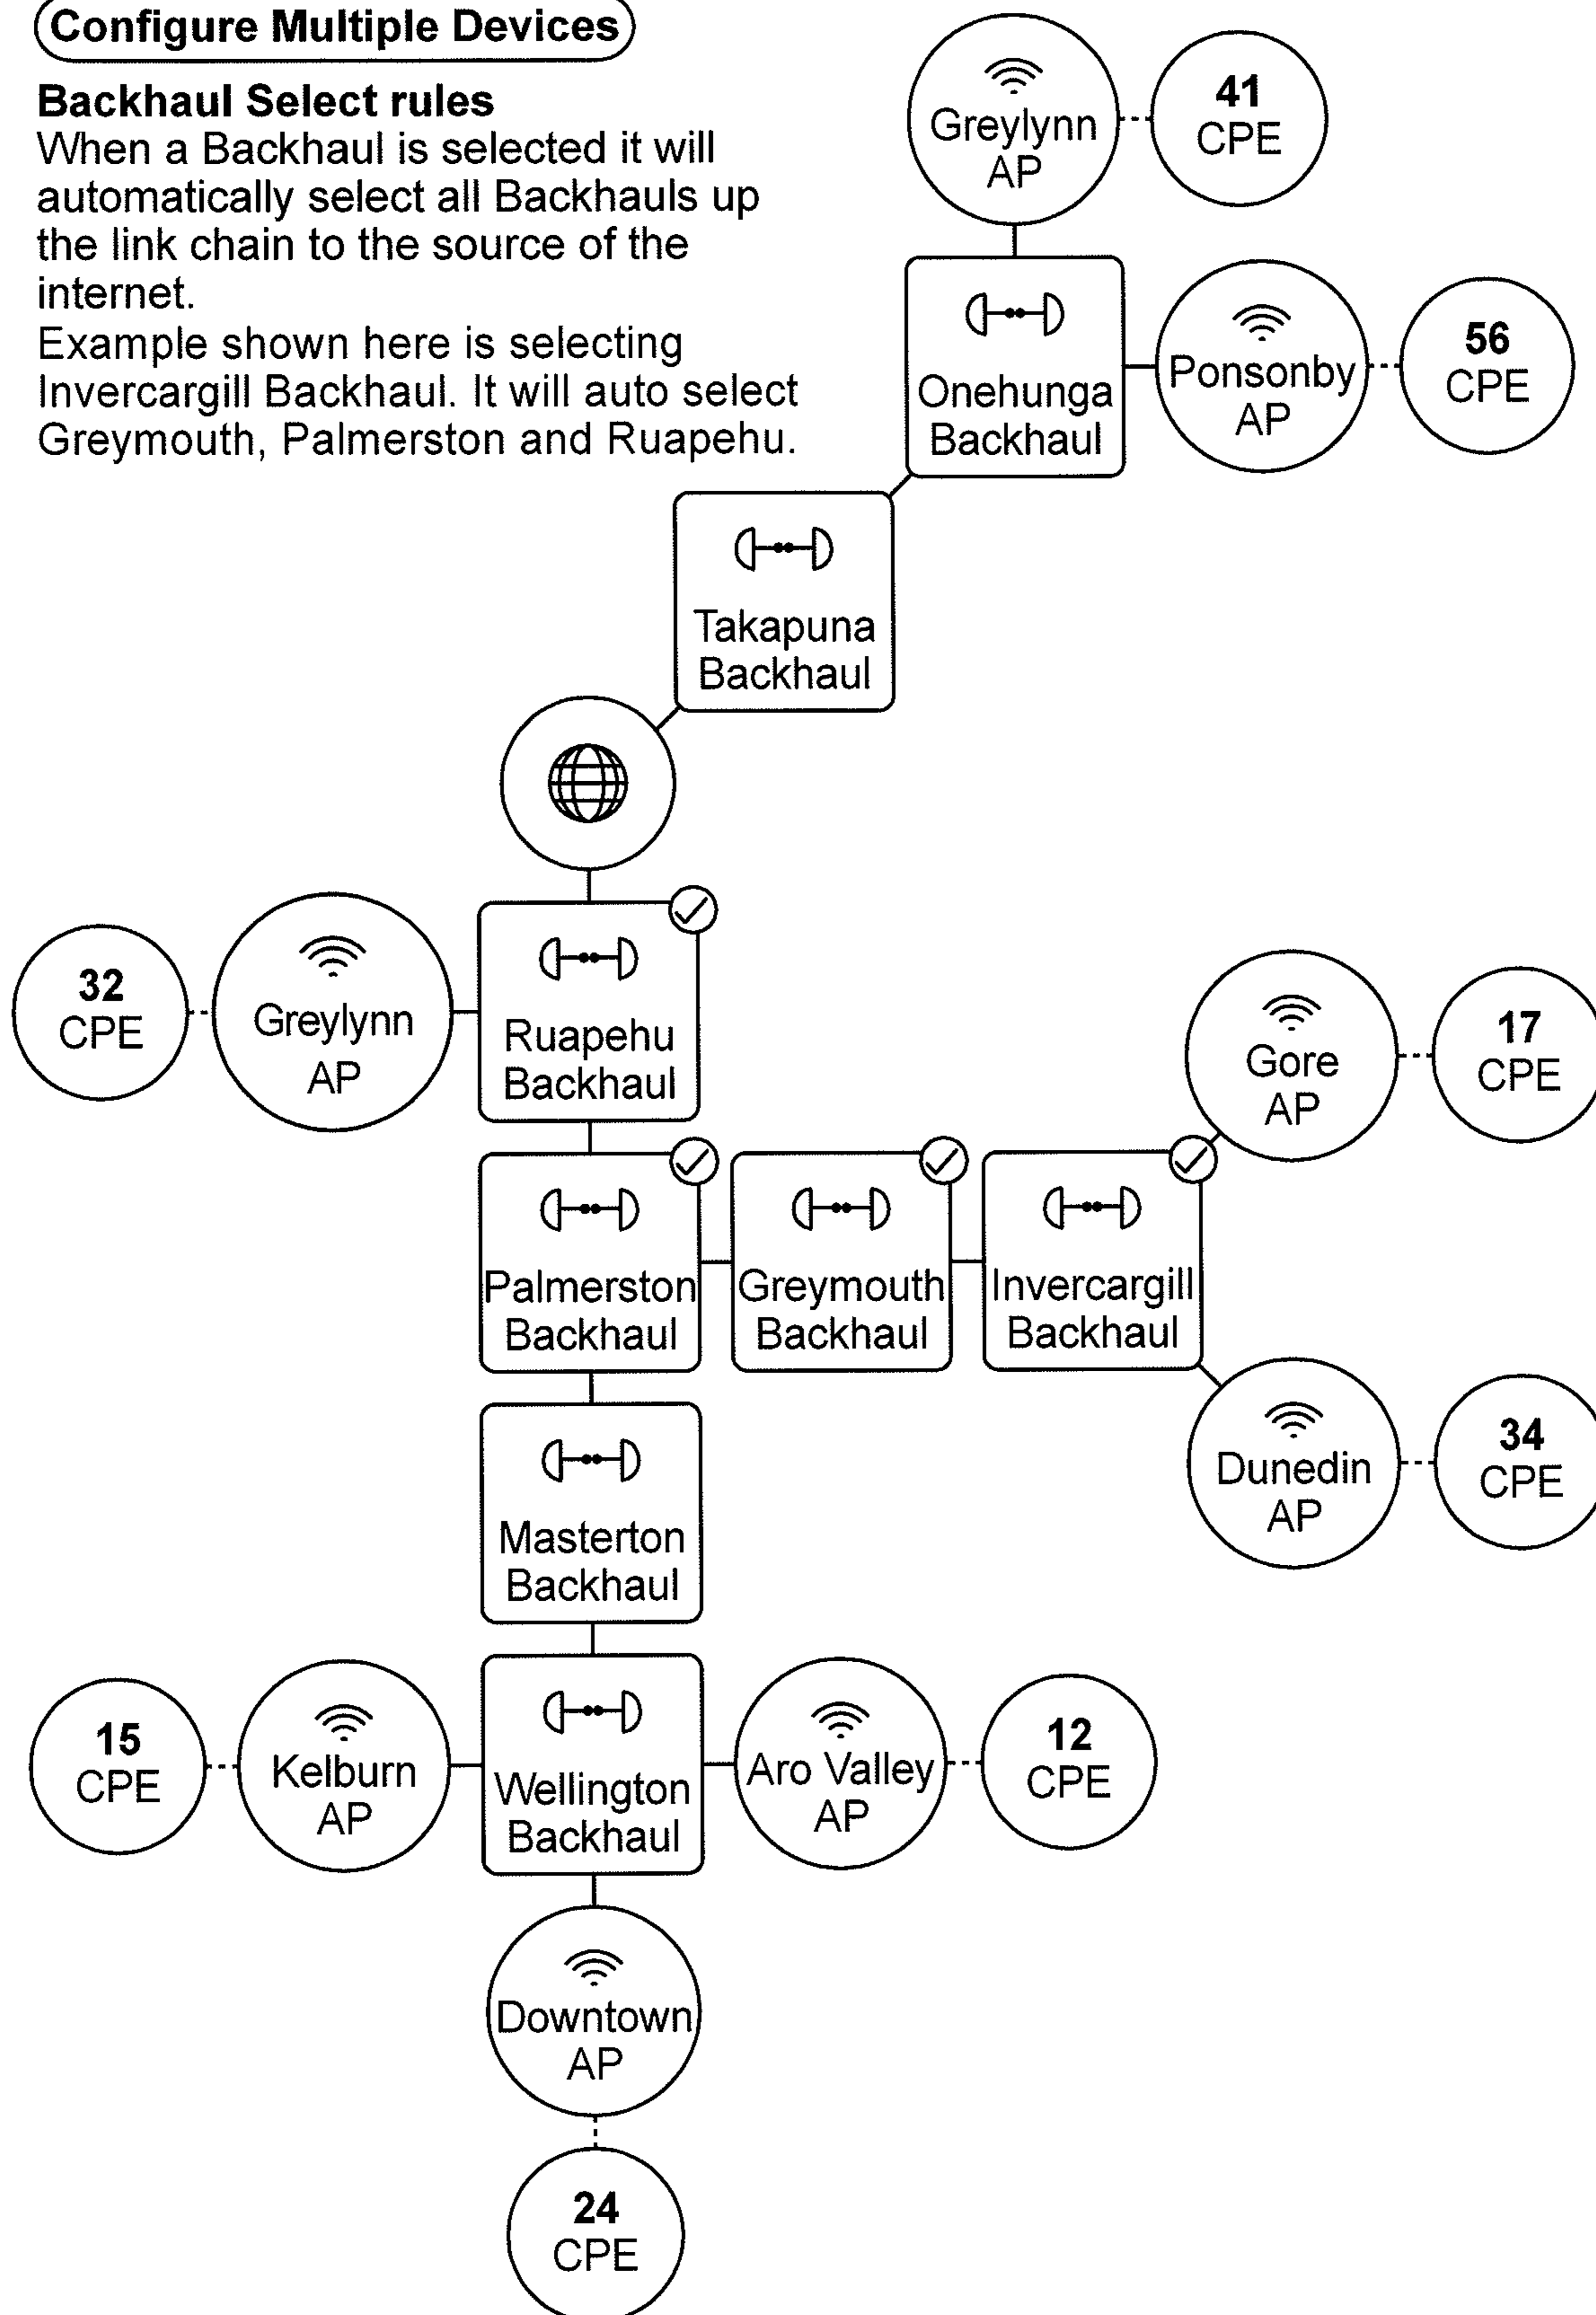 Configure Multiple Devices
Backhaul Select rules
When a Backhaul is selected it will
automatically select all Backhauls up
the link chain to the source of the
internet.
Example shown here is selecting
Invercargill Backhaul. It will auto select
Greymouth, Palmerston and Ruapehu.
Greylynn
AP
41
CPE
Onehunga
Backhaul
Ponsonby
AP
56
CPE
Takapuna
Backhaul
32
CPE
Greylynn
AP
Ruapehu
Backhaul
Gore
AP
17
CPE
Palmerston
Backhaul
Greymouth
Backhaul
Invercargill
Backhaul
Dunedin
AP
34
CPE
Masterton
Backhaul
15
CPE
Kelburn
AP
Wellington
Backhaul
Aro Valley
AP
12
CPE
Downtown
AP
24
CPE